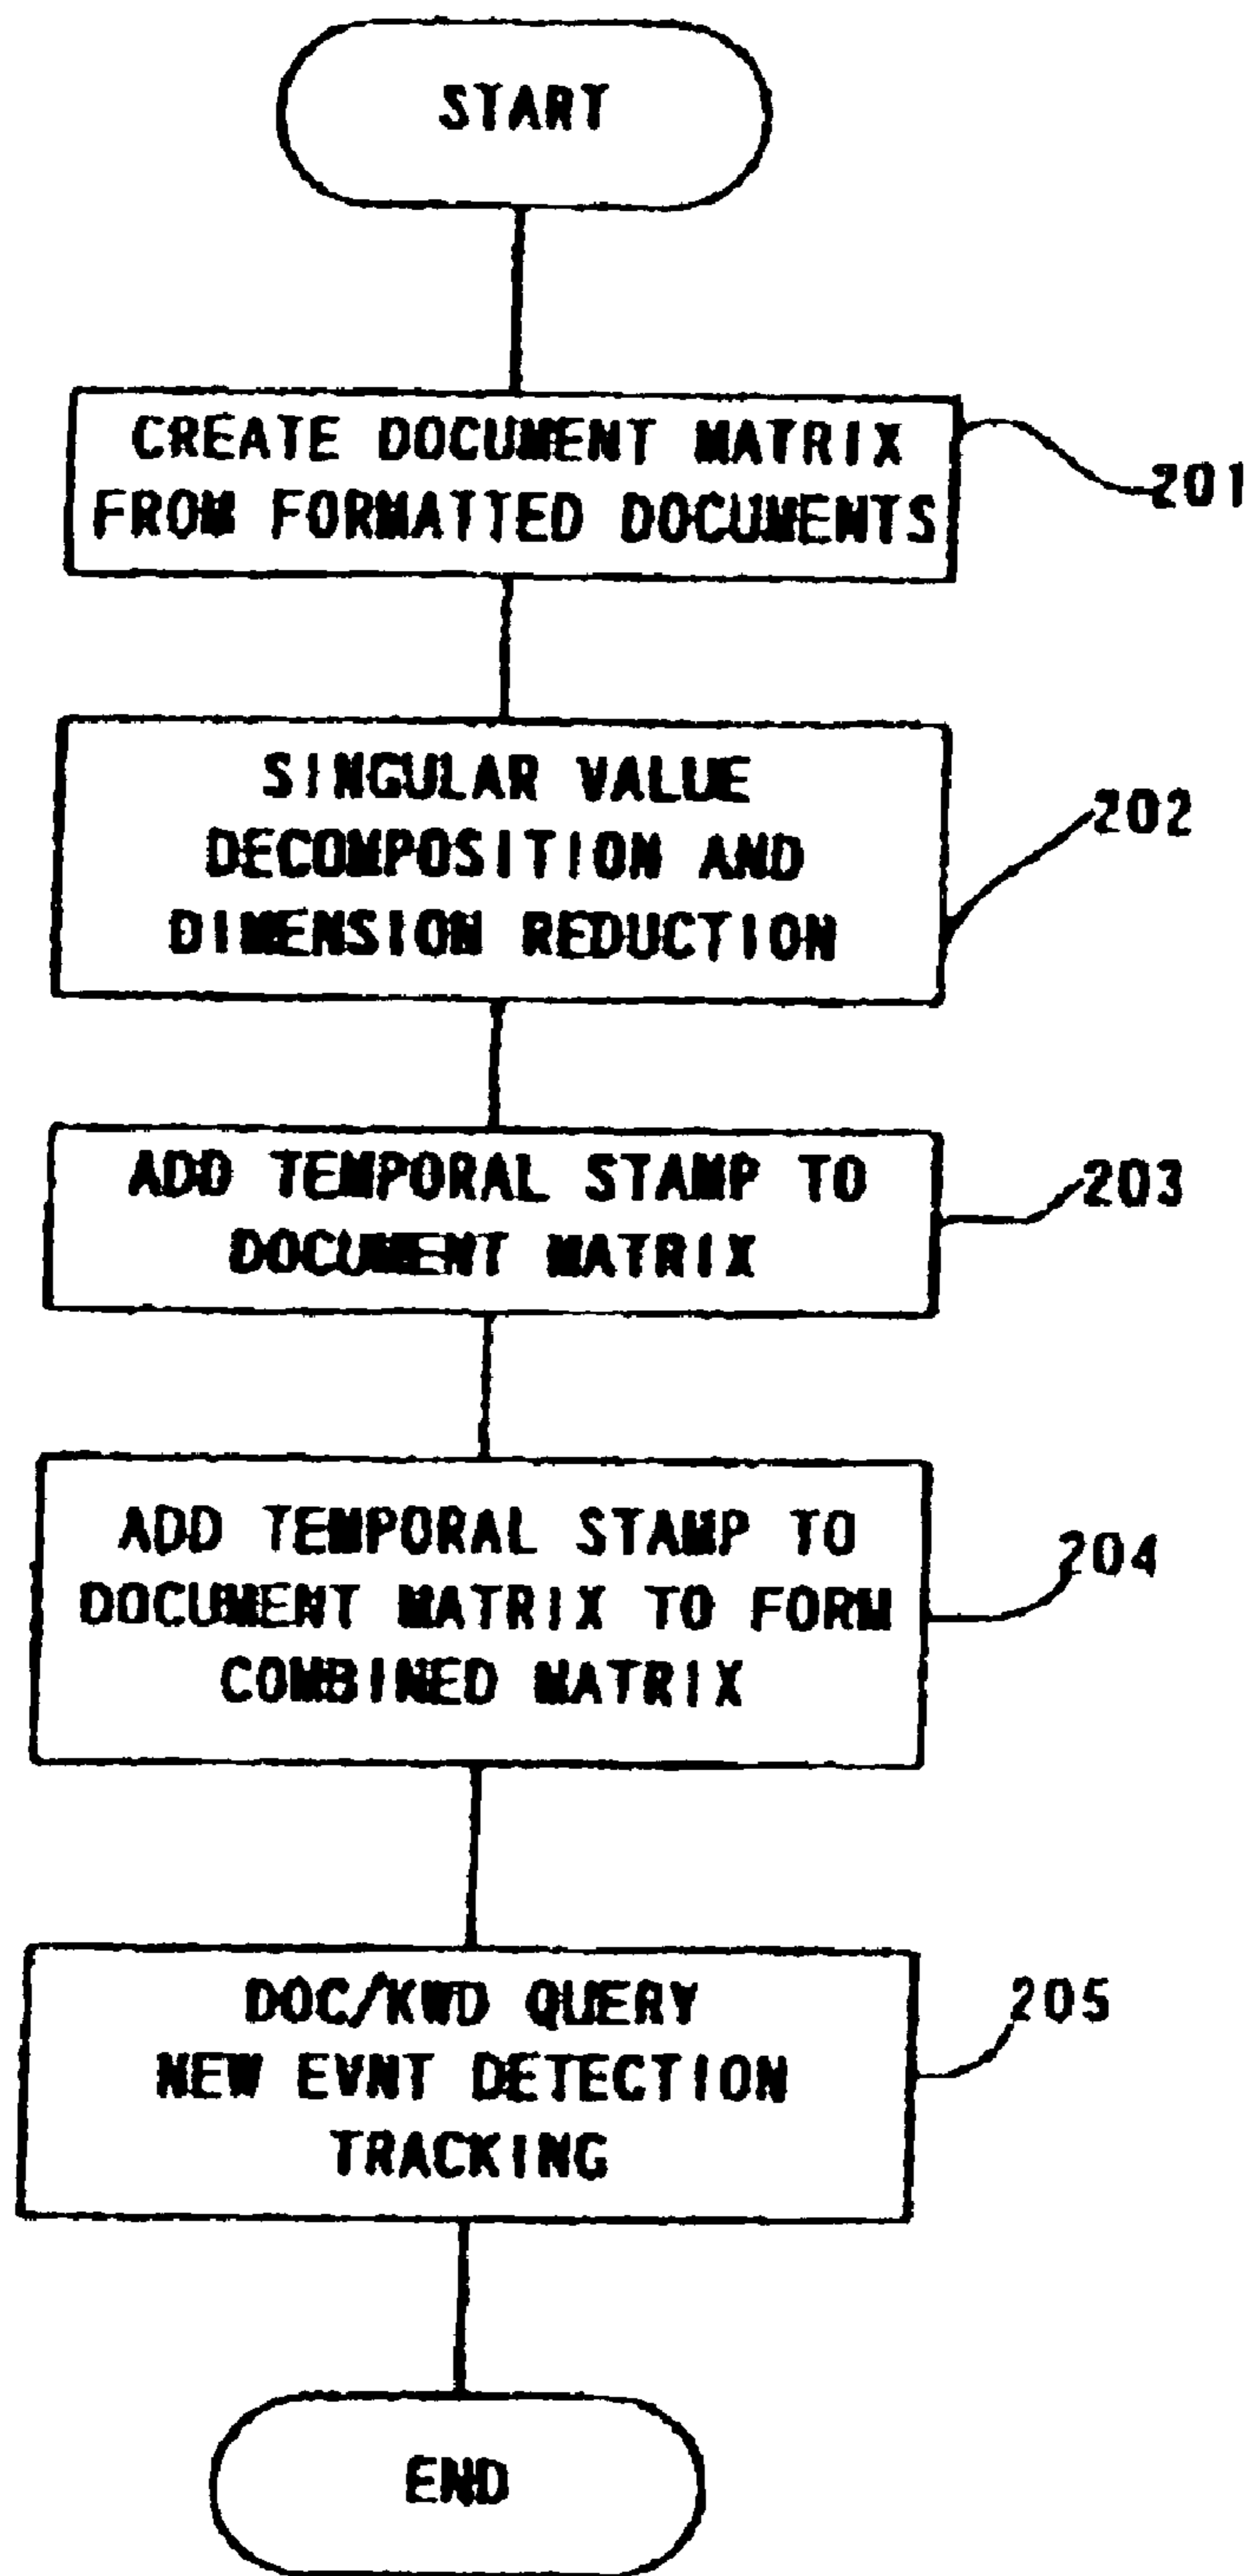 START
CREATE DOCUMENT MATRIX
FROM FORMATTED DOCUMENTS
201
SINGULAR VALUE
DECOMPOSITION AND
DIMENSION REDUCTION
202
ADD TEMPORAL STAMP TO
DOCUMENT MATRIX
203
ADD TEMPORAL STAMP TO
DOCUMENT MATRIX TO FORM
COMBINED MATRIX
204
DOC/KWD QUERY
NEW EVNT DETECTION
TRACKING
205
END